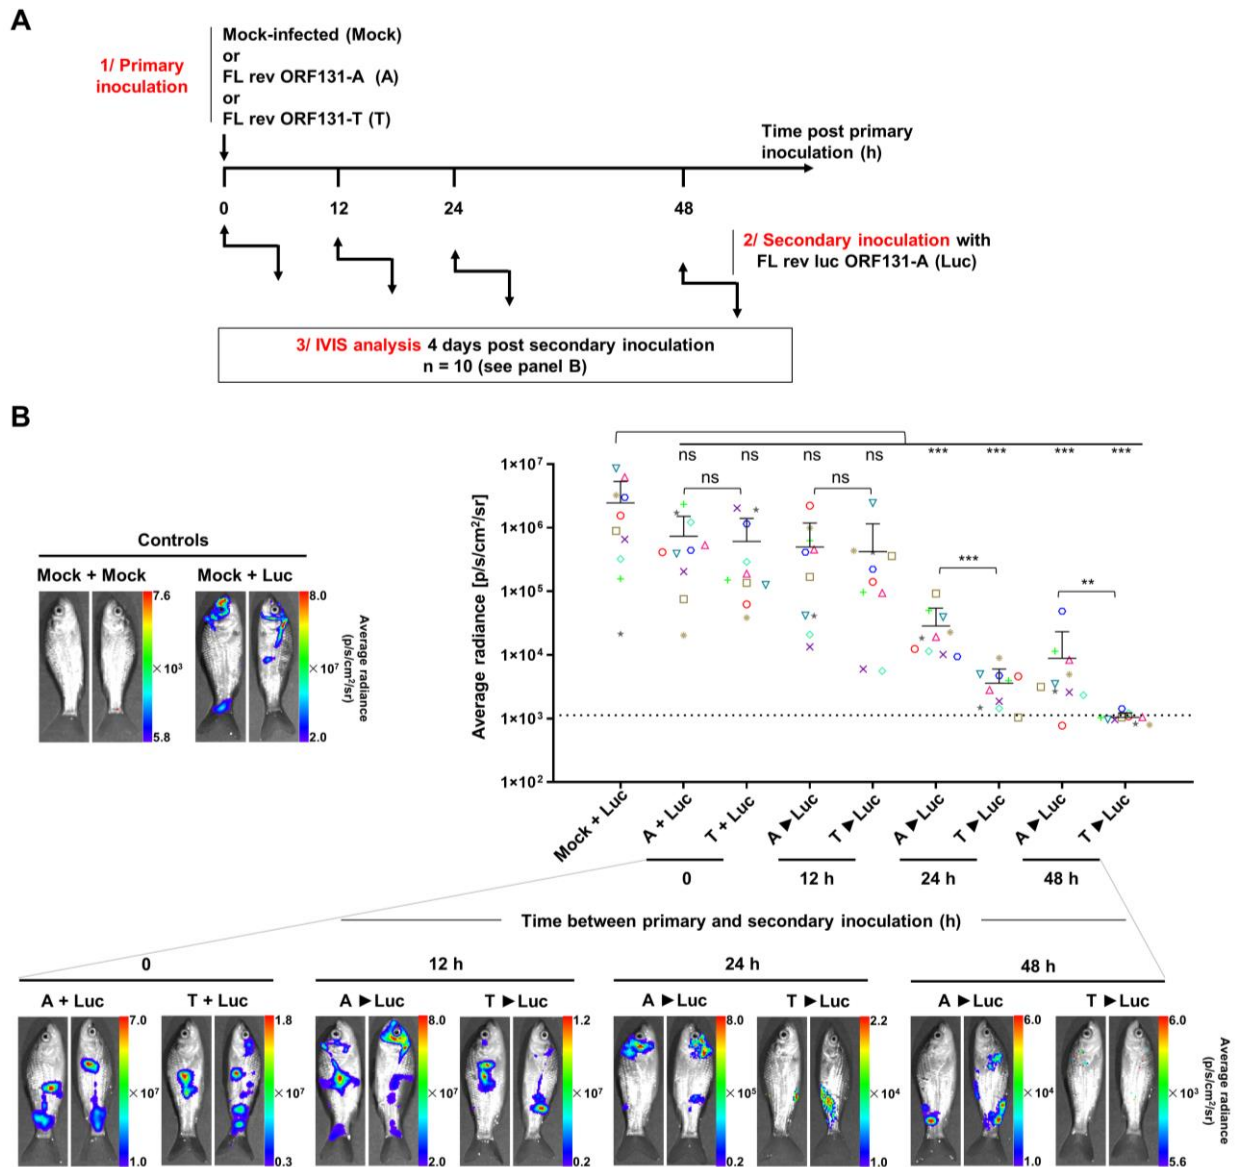 A
1/ Primary
inoculation
Mock-infected (Mock)
or
FL rev ORF131-A (A)
or
FL rev ORF131-T (T)
Time post primary
inoculation (h)
0 12 24 48
2/ Secondary inoculation with
FL rev luc ORF131-A (Luc)
3/ IVIS analysis 4 days post secondary inoculation
n = 10 (see panel B)
B
Controls
Mock + Mock Mock + Luc
7.6
×10³
5.8
8.0
×10⁷
2.0
Average radiance
(p/s/cm²/sr)
Average radiance [p/s/cm²/sr]
1×10⁷
1×10⁶
1×10⁵
1×10⁴
1×10³
1×10²
ns ns ns ns *** *** *** ***
ns ns
***
**
Mock + Luc A + Luc T + Luc A ▶ Luc T ▶ Luc A ▶ Luc T ▶ Luc A ▶ Luc T ▶ Luc
0 12 h 24 h 48 h
Time between primary and secondary inoculation (h)
0 12 h 24 h 48 h
A + Luc T + Luc A ▶ Luc T ▶ Luc A ▶ Luc T ▶ Luc A ▶ Luc T ▶ Luc
7.0 1.8 8.0 1.2 8.0 2.2 6.0 6.0
×10⁷ ×10⁷ ×10⁷ ×10⁷ ×10⁵ ×10⁴ ×10⁴ ×10³
1.0 0.3 2.0 0.2 0.2 1.0 1.0 5.6
Average radiance
(p/s/cm²/sr)